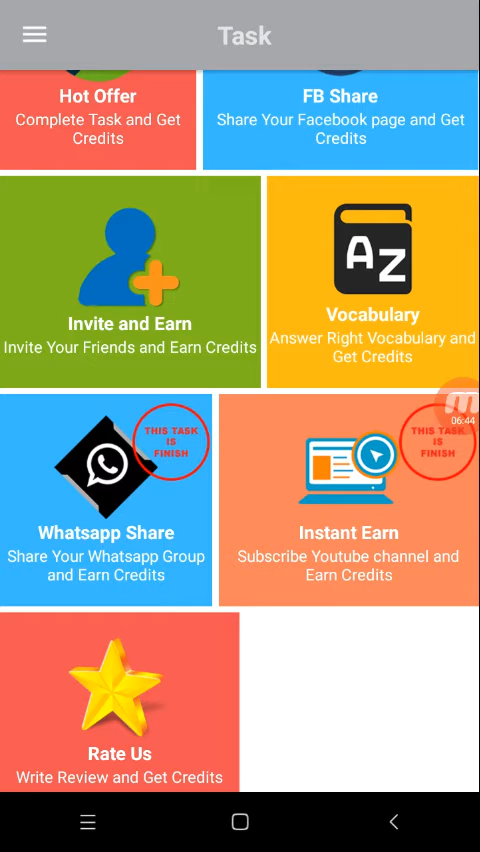 Task
Hot Offer
Complete Task and Get
Credits
FB Share
Share Your Facebook page and Get
Credits
Invite and Earn
Invite Your Friends and Earn Credits
AZ
Vocabulary
Answer Right Vocabulary and
Get Credits
06:44
THIS TASK
IS
FINISH
Whatsapp Share
Share Your Whatsapp Group
and Earn Credits
THIS TASK
IS
FINISH
Instant Earn
Subscribe Youtube channel and
Earn Credits
Rate Us
Write Review and Get Credits